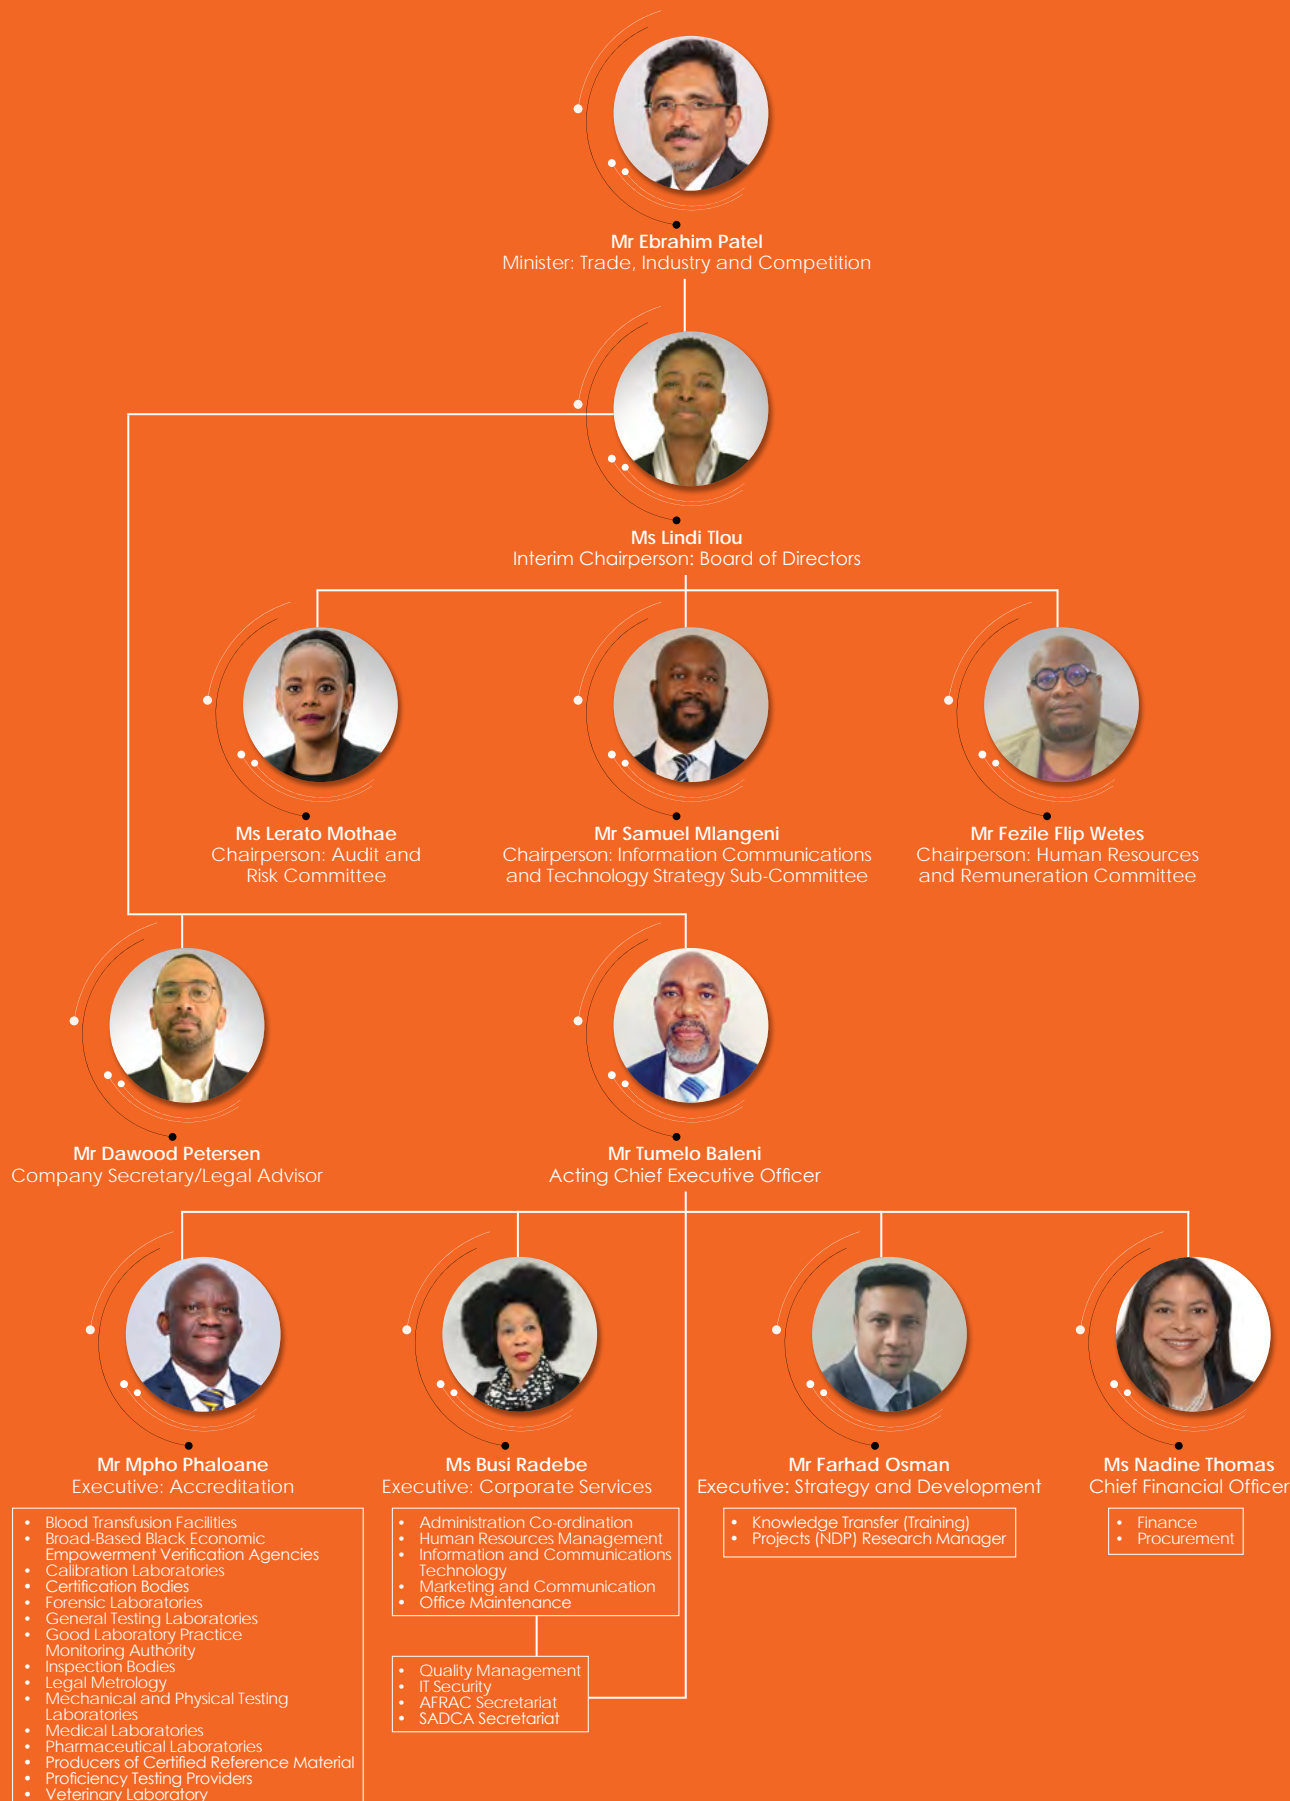 Mr Ebrahim Patel
Minister: Trade, Industry and Competition
Ms Lindi Tlou
Interim Chairperson: Board of Directors
Ms Lerato Mothae
Chairperson: Audit and
Risk Committee
Mr Samuel Mlangeni
Chairperson: Information Communications
and Technology Strategy Sub-Committee
Mr Fezile Flip Wetes
Chairperson: Human Resources
and Remuneration Committee
Mr Dawood Petersen
Company Secretary/Legal Advisor
Mr Tumelo Baleni
Acting Chief Executive Officer
Mr Mpho Phaloane
Executive: Accreditation
• Blood Transfusion Facilities
• Broad-Based Black Economic
Empowerment Verification Agencies
• Calibration Laboratories
• Certification Bodies
• Forensic Laboratories
• General Testing Laboratories
• Good Laboratory Practice
Monitoring Authority
• Inspection Bodies
• Legal Metrology
• Mechanical and Physical Testing
Laboratories
• Medical Laboratories
• Pharmaceutical Laboratories
• Producers of Certified Reference Material
• Proficiency Testing Providers
• Veterinary Laboratory
Ms Busi Radebe
Executive: Corporate Services
• Administration Co-ordination
• Human Resources Management
• Information and Communications
Technology
• Marketing and Communication
• Office Maintenance
• Quality Management
• IT Security
• AFRAC Secretariat
• SADCA Secretariat
Mr Farhad Osman
Executive: Strategy and Development
• Knowledge Transfer (Training)
• Projects (NDP) Research Manager
Ms Nadine Thomas
Chief Financial Officer
• Finance
• Procurement